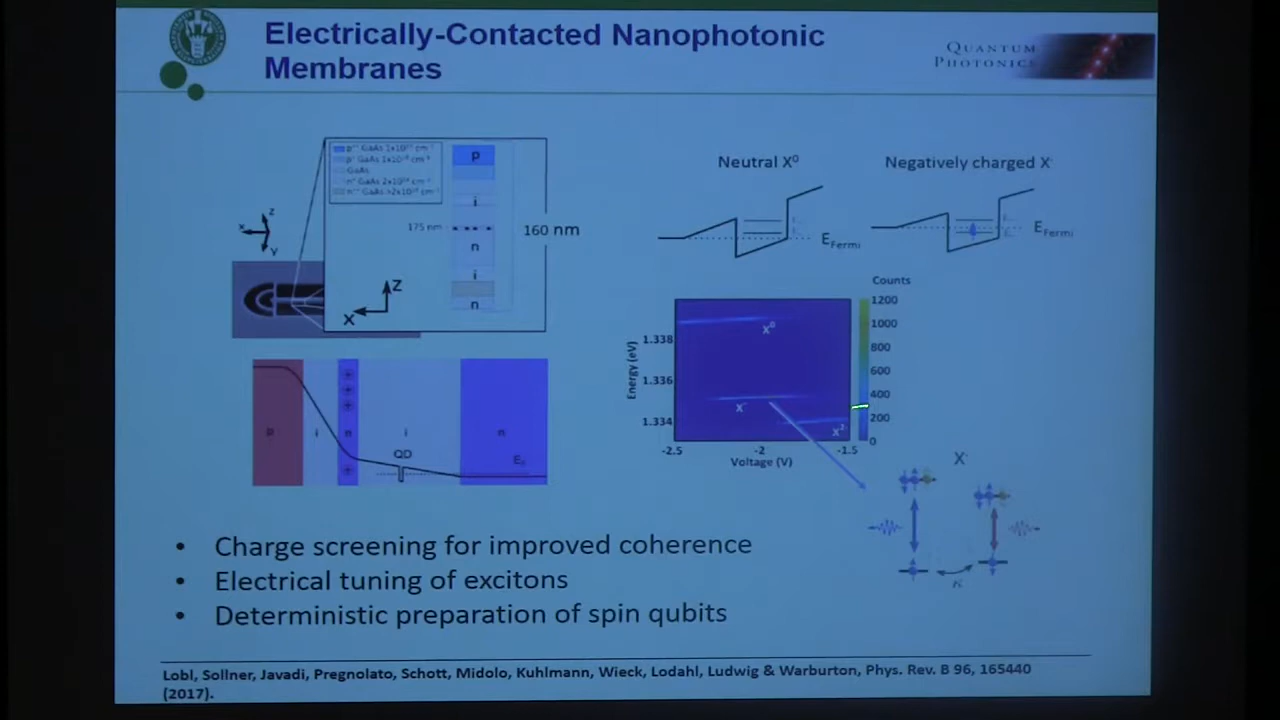 Electrically-Contacted Nanophotonic
Membranes
QUANTUM
PHOTONICS
GaAs
175 nm
p
i
n
i
n
160 nm
z
x
y
Z
X
Neutral X⁰
Negatively charged X⁻
E_Fermi
E_Fermi
Counts
1200
1000
800
600
400
200
0
Energy (eV)
1.338
1.336
1.334
X⁰
X⁻
-2.5
-2
-1.5
Voltage (V)
p
i
n
i
n
QD
X⁻
κ
• Charge screening for improved coherence
• Electrical tuning of excitons
• Deterministic preparation of spin qubits
Lobl, Sollner, Javadi, Pregnolato, Schott, Midolo, Kuhlmann, Wieck, Lodahl, Ludwig & Warburton, Phys. Rev. B 96, 165440
(2017).